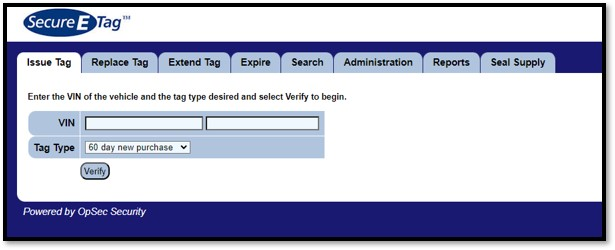 Secure E Tag™
Issue Tag Replace Tag Extend Tag Expire Search Administration Reports Seal Supply
Enter the VIN of the vehicle and the tag type desired and select Verify to begin.
VIN
Tag Type 60 day new purchase
Verify
Powered by OpSec Security